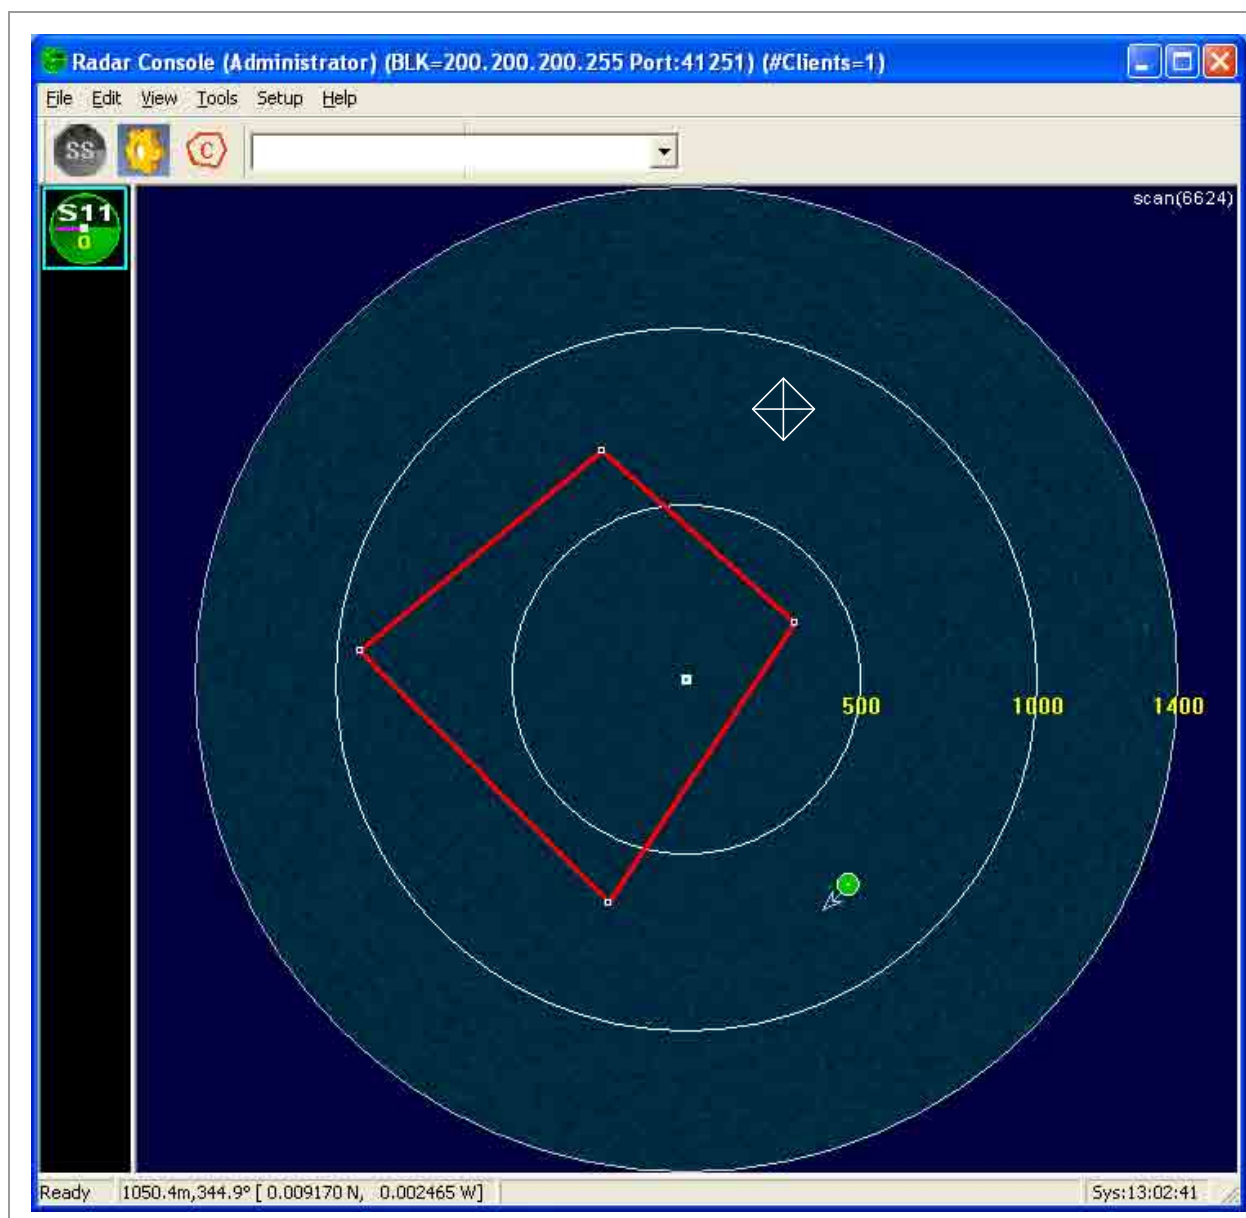 Radar Console (Administrator) (BLK=200.200.200.255 Port:41251) (#Clients=1)
File Edit View Tools Setup Help
SS C
S11
0
scan(6624)
500 1000 1400
Ready 1050.4m,344.9° [ 0.009170 N, 0.002465 W] Sys:13:02:41